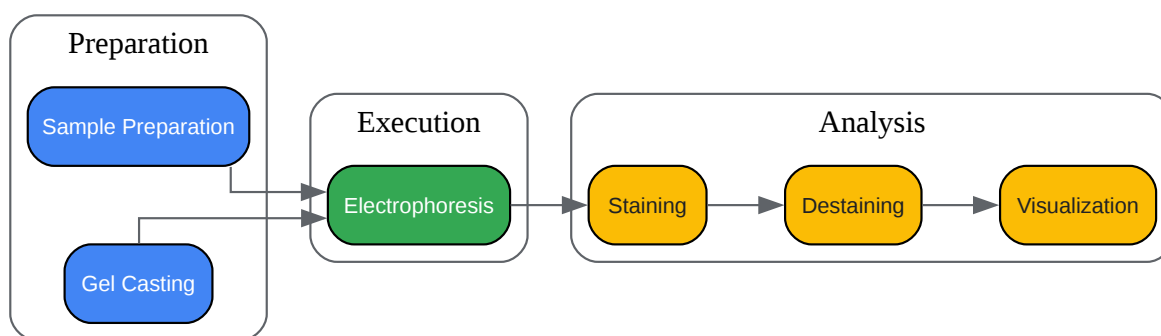 Preparation
Sample Preparation
Gel Casting
Execution
Electrophoresis
Analysis
Staining
Destaining
Visualization